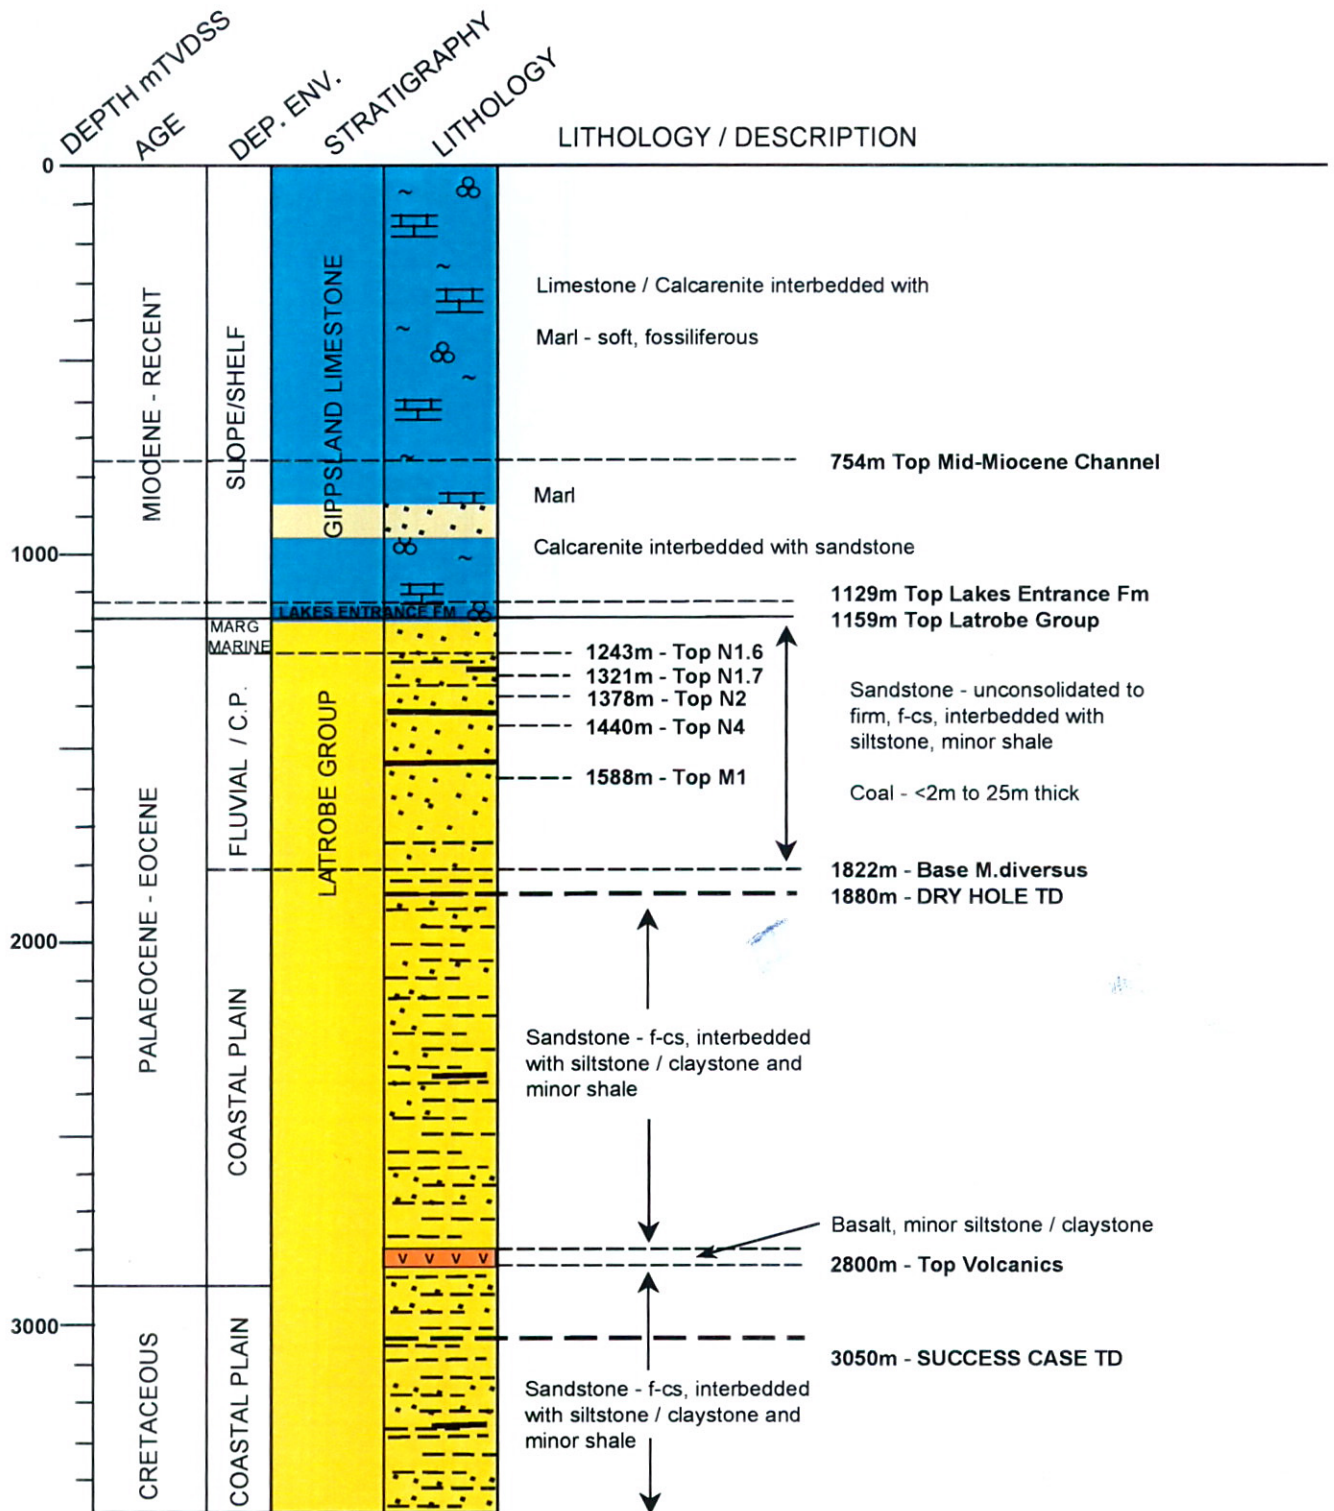 DEPTH mTVDSS
AGE
DEP. ENV.
STRATIGRAPHY
LITHOLOGY
LITHOLOGY / DESCRIPTION
0
MIOCENE - RECENT
SLOPE/SHELF
GIPPSLAND LIMESTONE
Limestone / Calcarenite interbedded with
Marl - soft, fossiliferous
754m Top Mid-Miocene Channel
Marl
Calcarenite interbedded with sandstone
1000
1129m Top Lakes Entrance Fm
LAKES ENTRANCE FM
1159m Top Latrobe Group
MARG
MARINE
1243m - Top N1.6
1321m - Top N1.7
1378m - Top N2
1440m - Top N4
1588m - Top M1
Sandstone - unconsolidated to
firm, f-cs, interbedded with
siltstone, minor shale
Coal - <2m to 25m thick
FLUVIAL / C.P.
LATROBE GROUP
PALAEOCENE - EOCENE
1822m - Base M.diversus
1880m - DRY HOLE TD
2000
COASTAL PLAIN
Sandstone - f-cs, interbedded
with siltstone / claystone and
minor shale
Basalt, minor siltstone / claystone
v v v v
2800m - Top Volcanics
3000
3050m - SUCCESS CASE TD
CRETACEOUS
COASTAL PLAIN
Sandstone - f-cs, interbedded
with siltstone / claystone and
minor shale